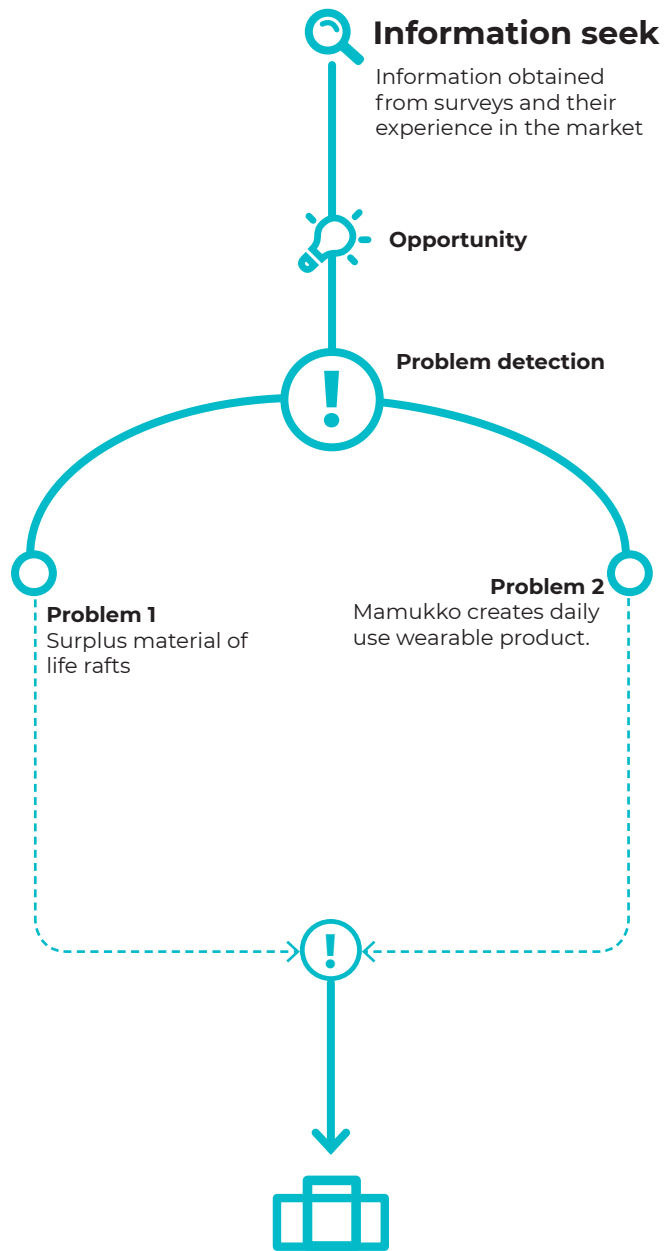 Information seek
Information obtained
from surveys and their
experience in the market
Opportunity
Problem detection
!
Problem 1
Surplus material of
life rafts
Problem 2
Mamukko creates daily
use wearable product.
!